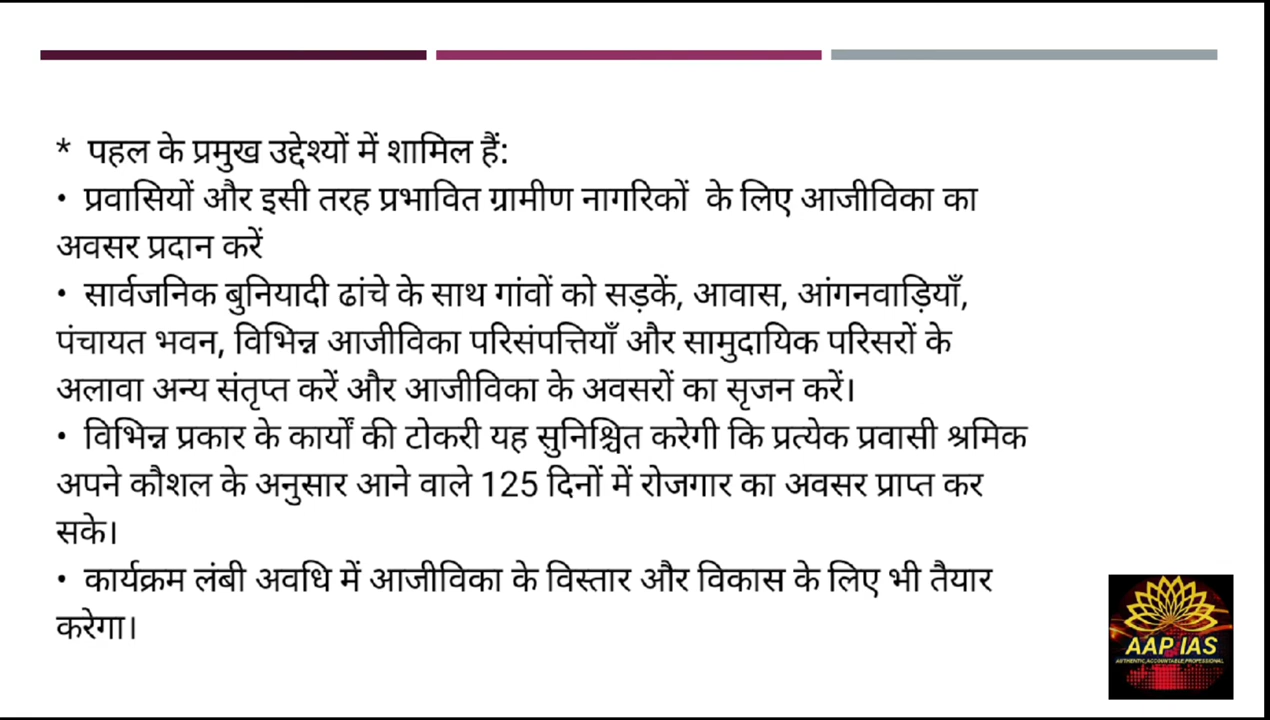 * पहल के प्रमुख उद्देश्यों में शामिल हैं:
• प्रवासियों और इसी तरह प्रभावित ग्रामीण नागरिकों के लिए आजीविका का
अवसर प्रदान करें
• सार्वजनिक बुनियादी ढांचे के साथ गांवों को सड़कें, आवास, आंगनवाड़ियाँ,
पंचायत भवन, विभिन्न आजीविका परिसंपत्तियाँ और सामुदायिक परिसरों के
अलावा अन्य संतृप्त करें और आजीविका के अवसरों का सृजन करें।
• विभिन्न प्रकार के कार्यों की टोकरी यह सुनिश्चित करेगी कि प्रत्येक प्रवासी श्रमिक
अपने कौशल के अनुसार आने वाले 125 दिनों में रोजगार का अवसर प्राप्त कर
सके।
• कार्यक्रम लंबी अवधि में आजीविका के विस्तार और विकास के लिए भी तैयार
करेगा।
AAP IAS
AUTHENTIC, ACCOUNTABLE, PROFESSIONAL